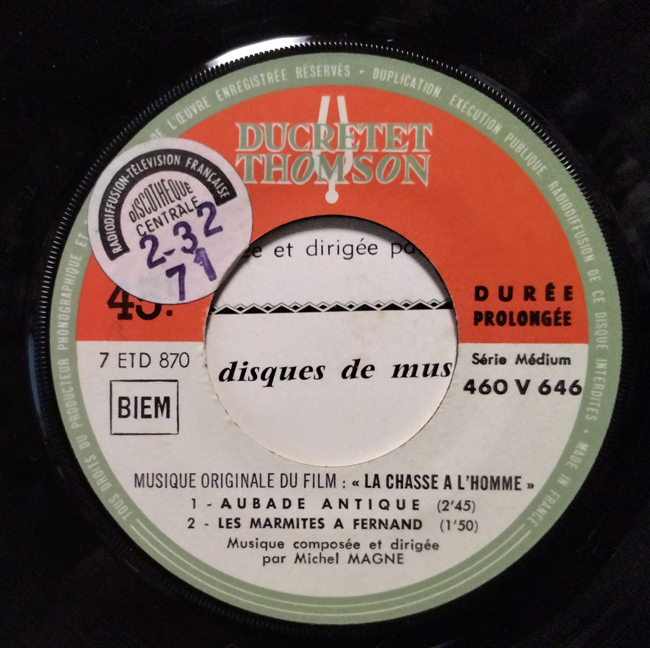 TOUS DROITS DU PRODUCTEUR PHONOGRAPHIQUE ET
DE L'ŒUVRE ENREGISTRÉE RÉSERVÉS • DUPLICATION, EXÉCUTION PUBLIQUE, RADIODIFFUSION DE CE DISQUE INTERDITES • MADE IN FRANCE
DUCRETET
THOMSON
RADIODIFFUSION-TÉLÉVISION FRANÇAISE
DISCOTHÈQUE
CENTRALE
2-32
71
et dirigée
45
DURÉE
PROLONGÉE
7 ETD 870
BIEM
disques de mus
Série Médium
460 V 646
MUSIQUE ORIGINALE DU FILM : « LA CHASSE A L'HOMME »
1 - AUBADE ANTIQUE (2'45)
2 - LES MARMITES A FERNAND (1'50)
Musique composée et dirigée
par Michel MAGNE